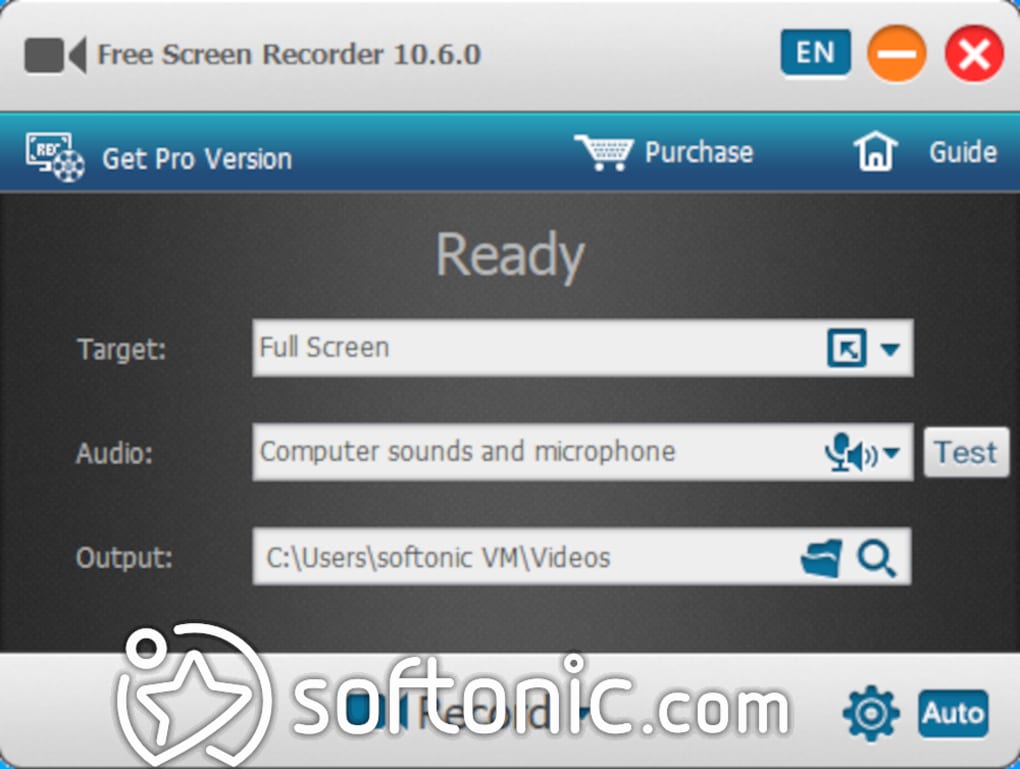 Free Screen Recorder 10.6.0
EN
REC
Get Pro Version
Purchase
Guide
Ready
Target:
Full Screen
Audio:
Computer sounds and microphone
Test
Output:
C:\Users\softonic VM\Videos
softonic.com
Record
Auto